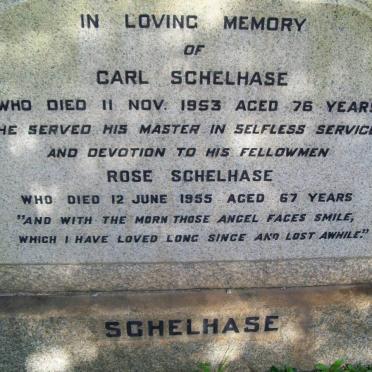 IN LOVING MEMORY
OF
CARL SCHELHASE
WHO DIED 11 NOV. 1953 AGED 76 YEARS
HE SERVED HIS MASTER IN SELFLESS SERVICE
AND DEVOTION TO HIS FELLOWMEN
ROSE SCHELHASE
WHO DIED 12 JUNE 1955 AGED 67 YEARS
"AND WITH THE MORN THOSE ANGEL FACES SMILE,
WHICH I HAVE LOVED LONG SINCE AND LOST AWHILE."
SCHELHASE